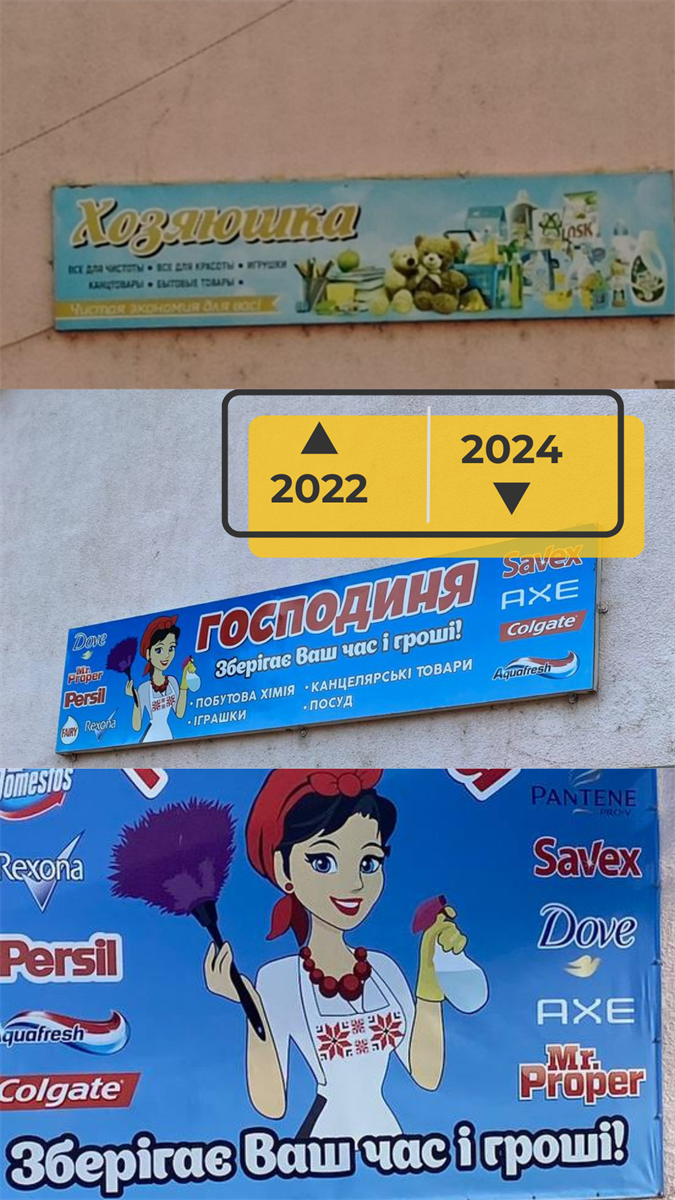 Хозяюшка
ВСЕ ДЛЯ ЧИСТОТЫ • ВСЕ ДЛЯ КРАСОТЫ • ИГРУШКИ
КАНЦТОВАРЫ • БЫТОВЫЕ ТОВАРЫ •
Чистая экономия для вас!
LOSK
▲
2022
2024
▼
ГОСПОДИНЯ
Зберігає Ваш час і гроші!
• ПОБУТОВА ХІМІЯ • КАНЦЕЛЯРСЬКІ ТОВАРИ
• ІГРАШКИ • ПОСУД
Dove
Mr.
Proper
Persil
FAIRY Rexona
Savex
AXE
Colgate
Aquafresh
Domestos
Rexona
Persil
Aquafresh
Colgate
PANTENE
PRO-V
Savex
Dove
AXE
Mr.
Proper
Зберігає Ваш час і гроші!